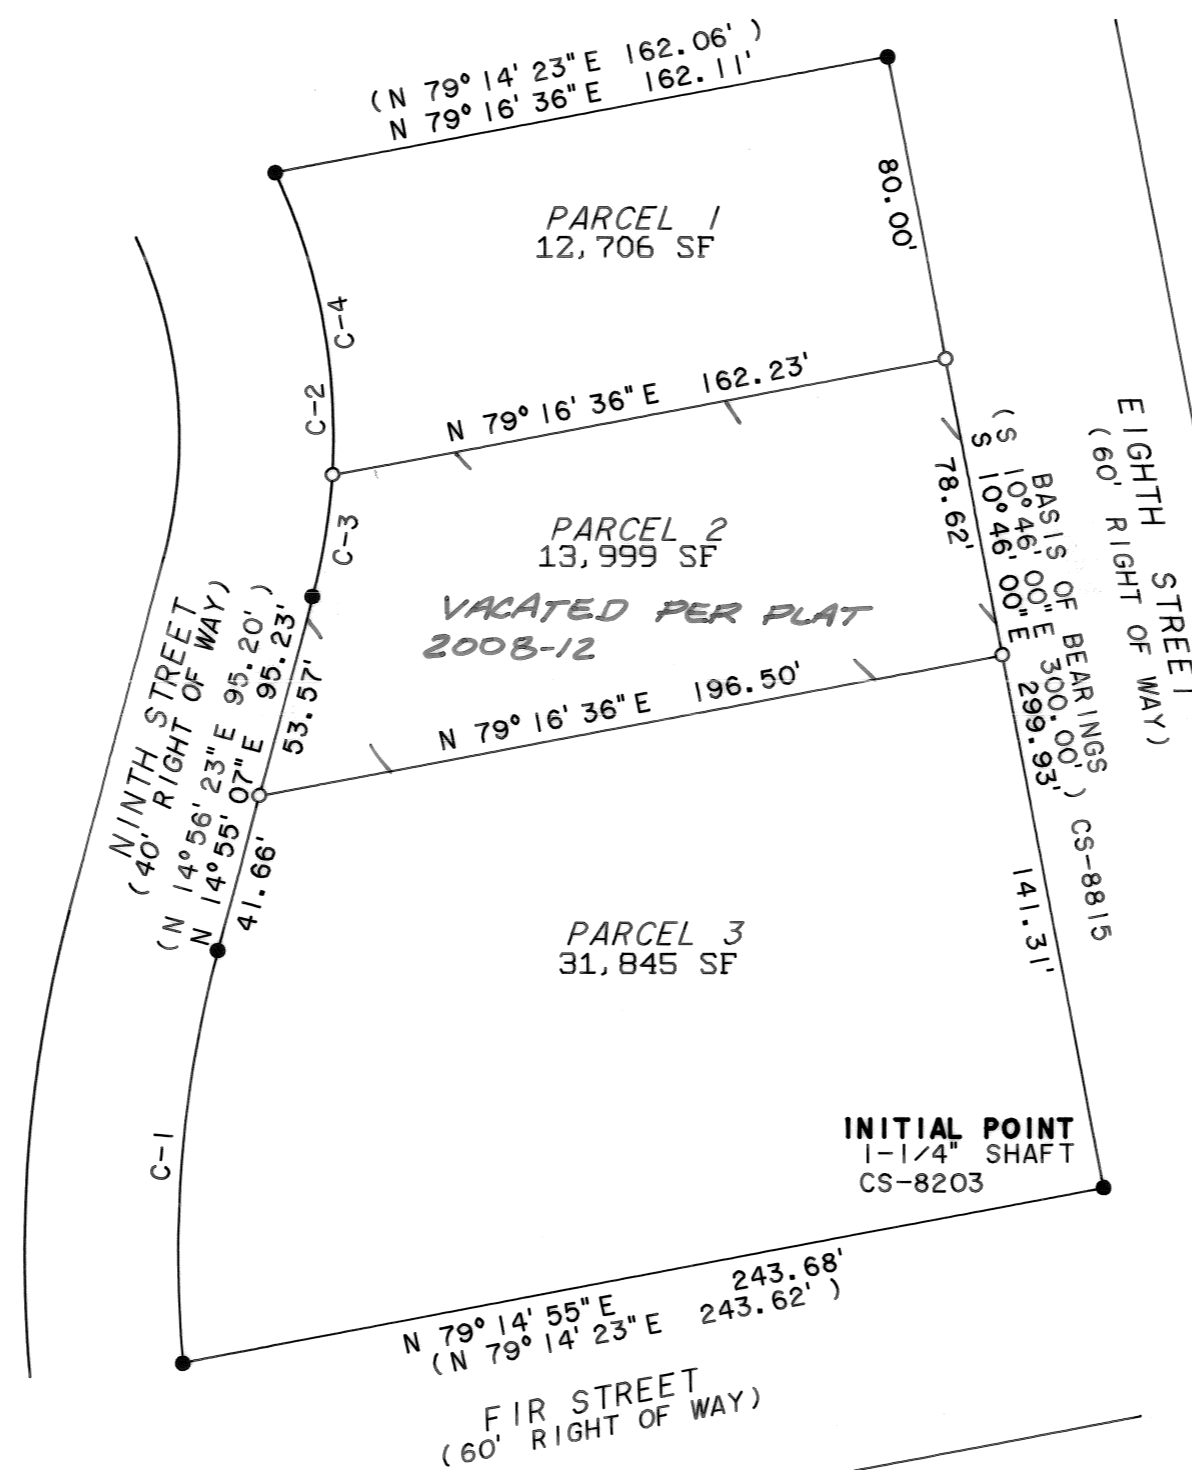 (N 79° 14' 23" E 162.06' )
N 79° 16' 36" E 162.11'
80.00'
PARCEL 1
12,706 SF
C-4
C-2
N 79° 16' 36" E 162.23'
EIGHTH STREET
(60' RIGHT OF WAY)
BASIS OF BEARINGS
(S 10° 46' 00" E 300.00' ) CS-8815
S 10° 46' 00" E 299.93'
78.62'
C-3
PARCEL 2
13,999 SF
VACATED PER PLAT
2008-12
NINTH STREET
(40' RIGHT OF WAY)
(N 14° 56' 23" E 95.20' )
N 14° 55' 07" E 95.23'
53.57'
N 79° 16' 36" E 196.50'
41.66'
141.31'
PARCEL 3
31,845 SF
C-1
INITIAL POINT
1-1/4" SHAFT
CS-8203
243.68'
N 79° 14' 55" E
(N 79° 14' 23" E 243.62' )
FIR STREET
(60' RIGHT OF WAY)